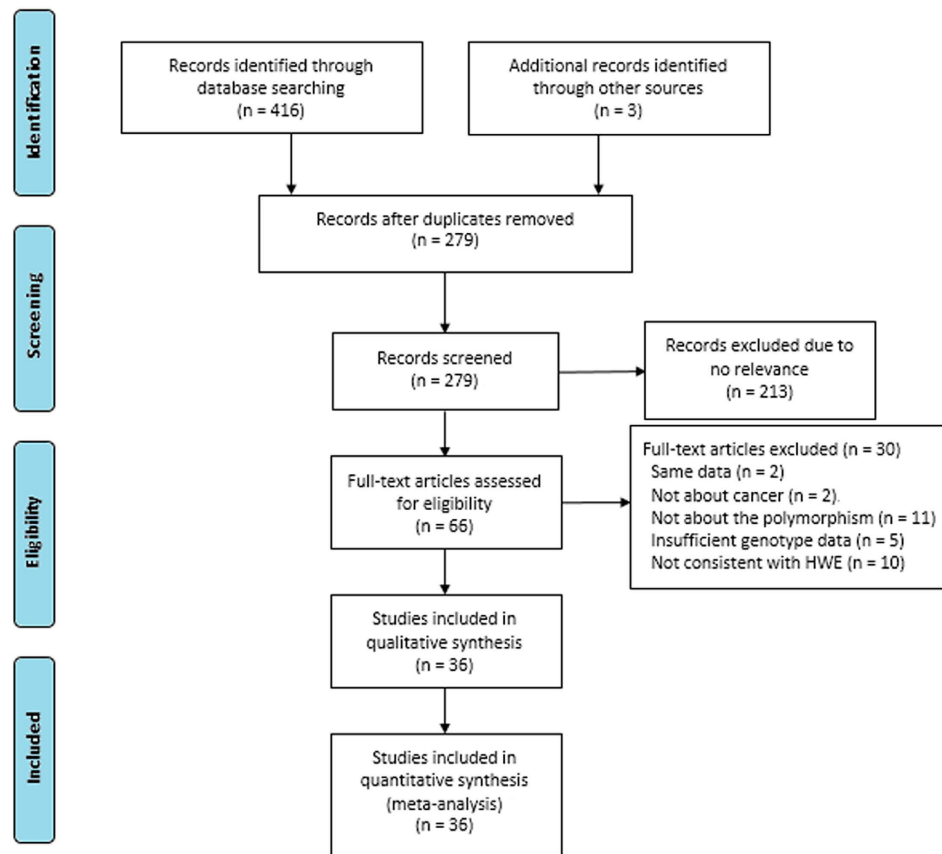 Identification
Records identified through
database searching
(n = 416)
Additional records identified
through other sources
(n = 3)
Records after duplicates removed
(n = 279)
Screening
Records screened
(n = 279)
Records excluded due to
no relevance
(n = 213)
Eligibility
Full-text articles assessed
for eligibility
(n = 66)
Full-text articles excluded (n = 30)
Same data (n = 2)
Not about cancer (n = 2).
Not about the polymorphism (n = 11)
Insufficient genotype data (n = 5)
Not consistent with HWE (n = 10)
Studies included in
qualitative synthesis
(n = 36)
Included
Studies included in
quantitative synthesis
(meta-analysis)
(n = 36)